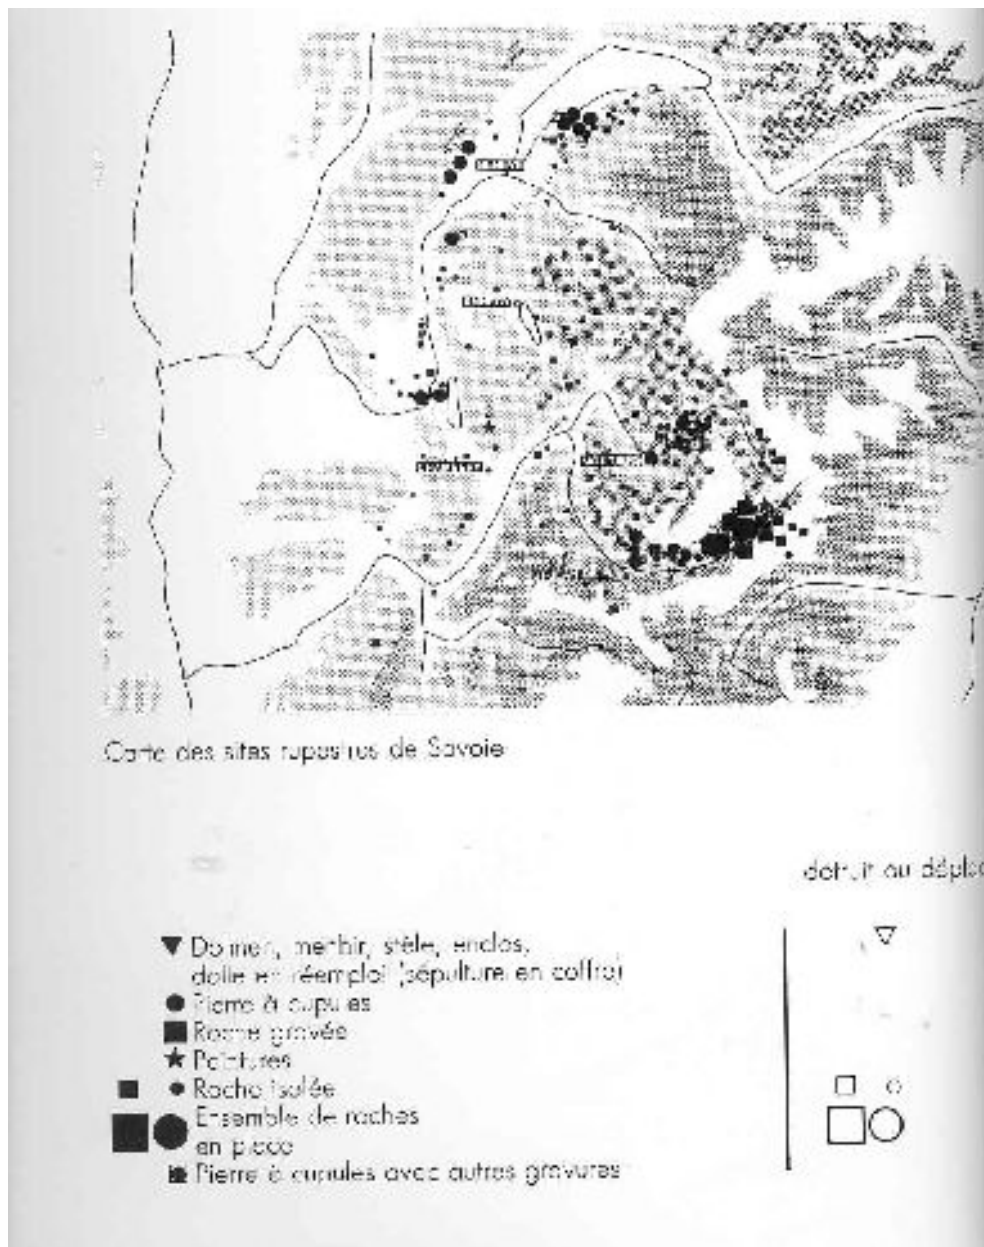 Carte des sites rupestres de Savoie
détruit ou déplac
Dolmen, menhir, stèle, enclos,
dalle en réemploi (sépulture en coffre)
Pierre à cupules
Roche gravée
Peintures
Roche isolée
Ensemble de roches
en place
Pierre à cupules avec autres gravures